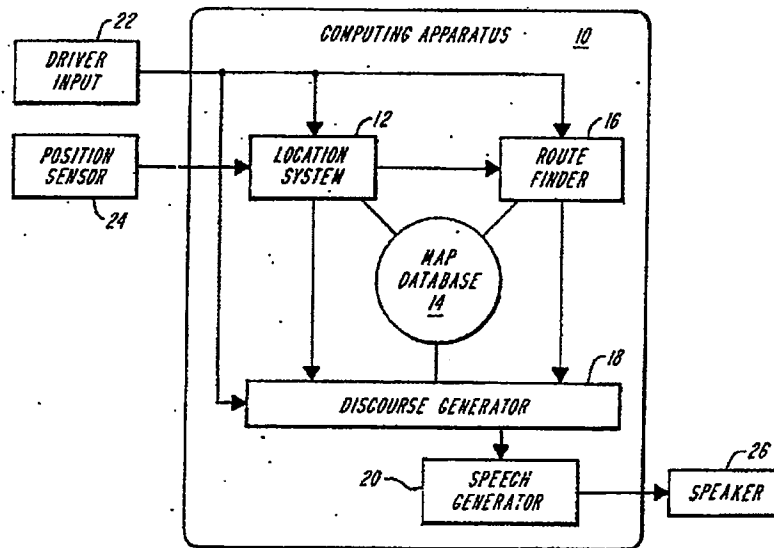 22
COMPUTING APPARATUS 10
DRIVER
INPUT
12
16
POSITION
SENSOR
LOCATION
SYSTEM
ROUTE
FINDER
24
MAP
DATABASE
14
18
DISCOURSE GENERATOR
26
20
SPEECH
GENERATOR
SPEAKER